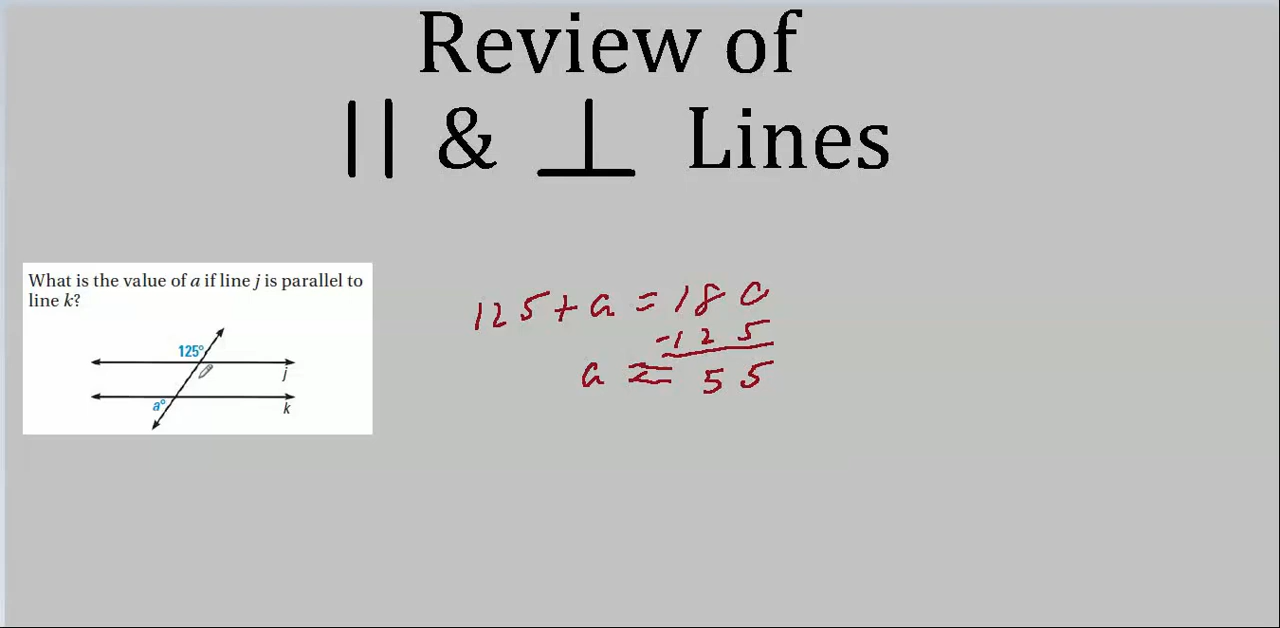 Review of
|| & ⊥ Lines
What is the value of a if line j is parallel to
line k?
125°
j
a°
k
125 + a = 180
-125
a = 55